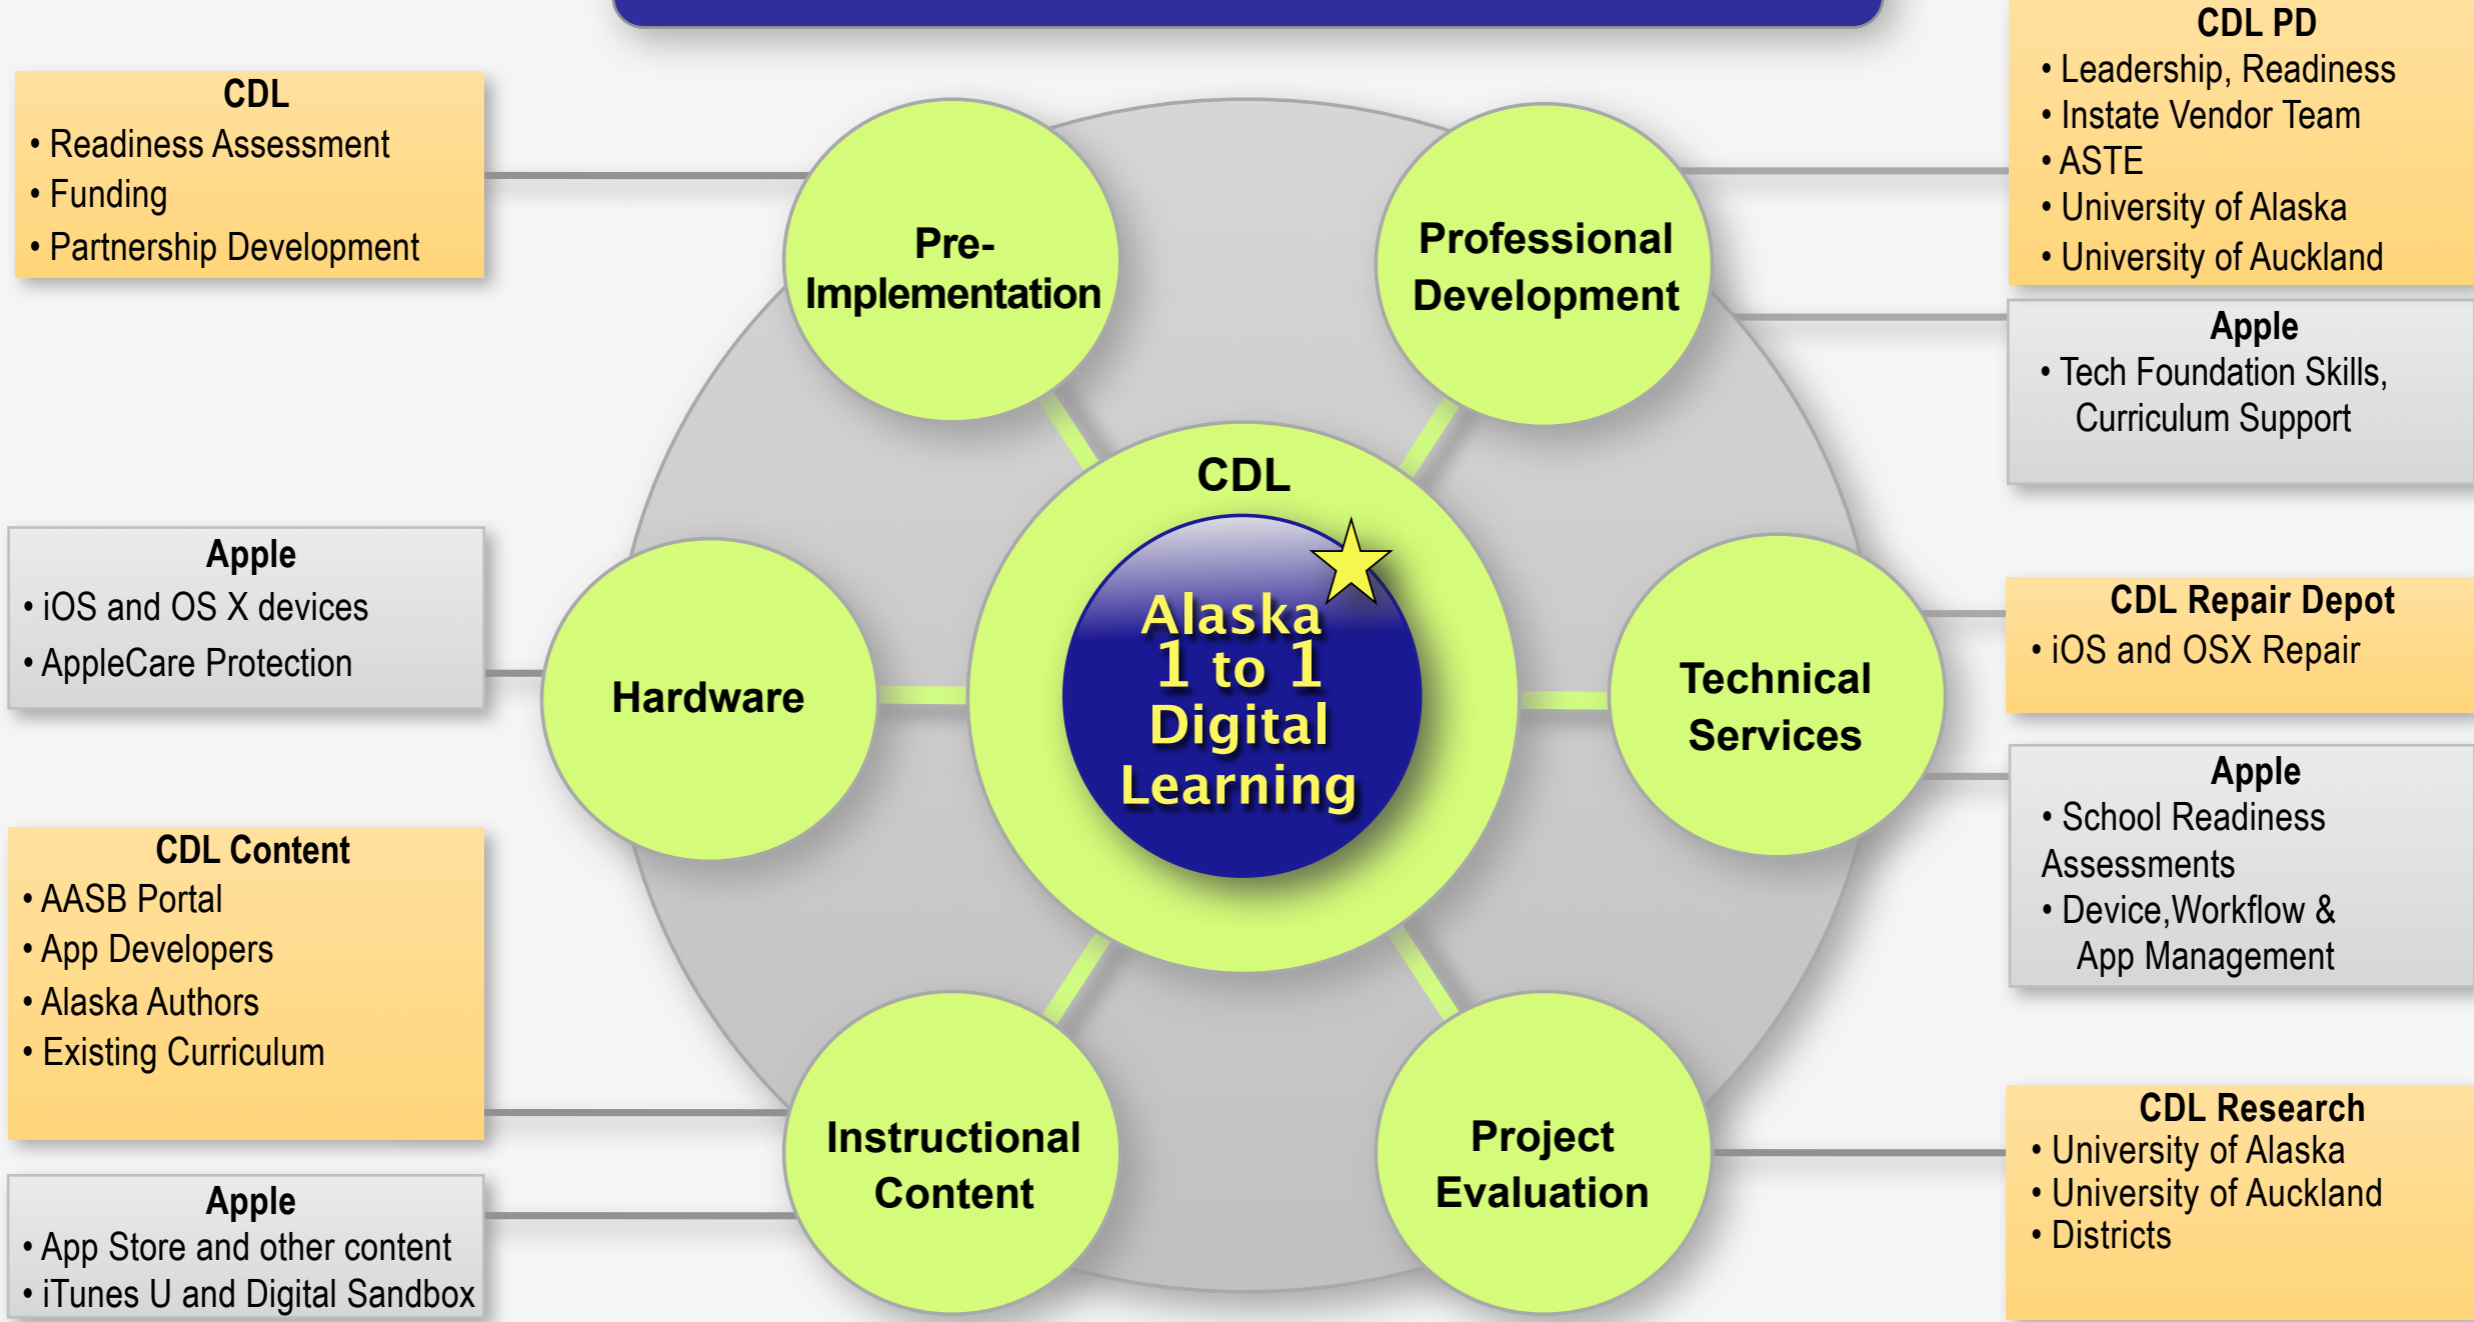 CDL
• Readiness Assessment
• Funding
• Partnership Development
Pre-
Implementation
Professional
Development
CDL PD
• Leadership, Readiness
• Instate Vendor Team
• ASTE
• University of Alaska
• University of Auckland
Apple
• Tech Foundation Skills,
Curriculum Support
Apple
• iOS and OS X devices
• AppleCare Protection
Hardware
CDL
Alaska
1 to 1
Digital
Learning
Technical
Services
CDL Repair Depot
• iOS and OSX Repair
Apple
• School Readiness
Assessments
• Device,Workflow &
App Management
CDL Content
• AASB Portal
• App Developers
• Alaska Authors
• Existing Curriculum
Apple
• App Store and other content
• iTunes U and Digital Sandbox
Instructional
Content
Project
Evaluation
CDL Research
• University of Alaska
• University of Auckland
• Districts